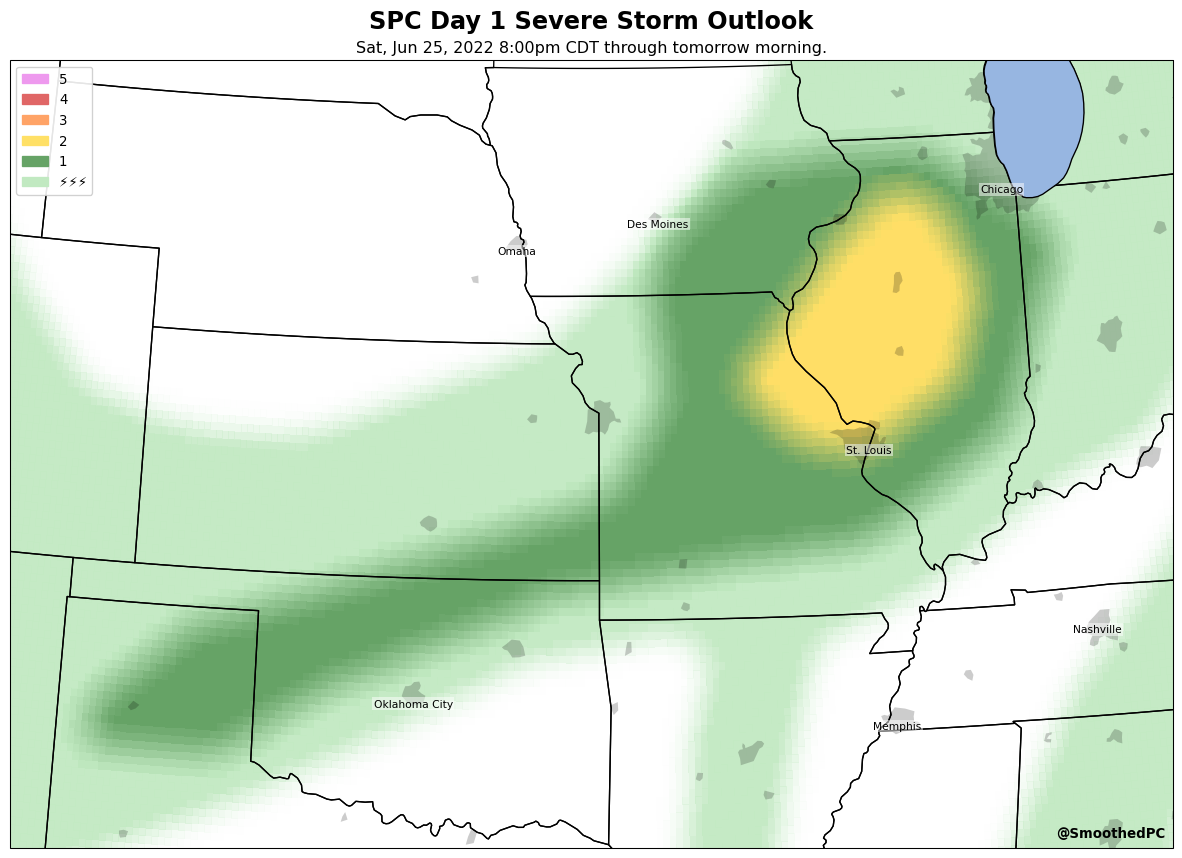 SPC Day 1 Severe Storm Outlook
Sat, Jun 25, 2022 8:00pm CDT through tomorrow morning.
5
4
3
2
1
⚡⚡⚡
Chicago
Des Moines
Omaha
St. Louis
Nashville
Oklahoma City
Memphis
@SmoothedPC